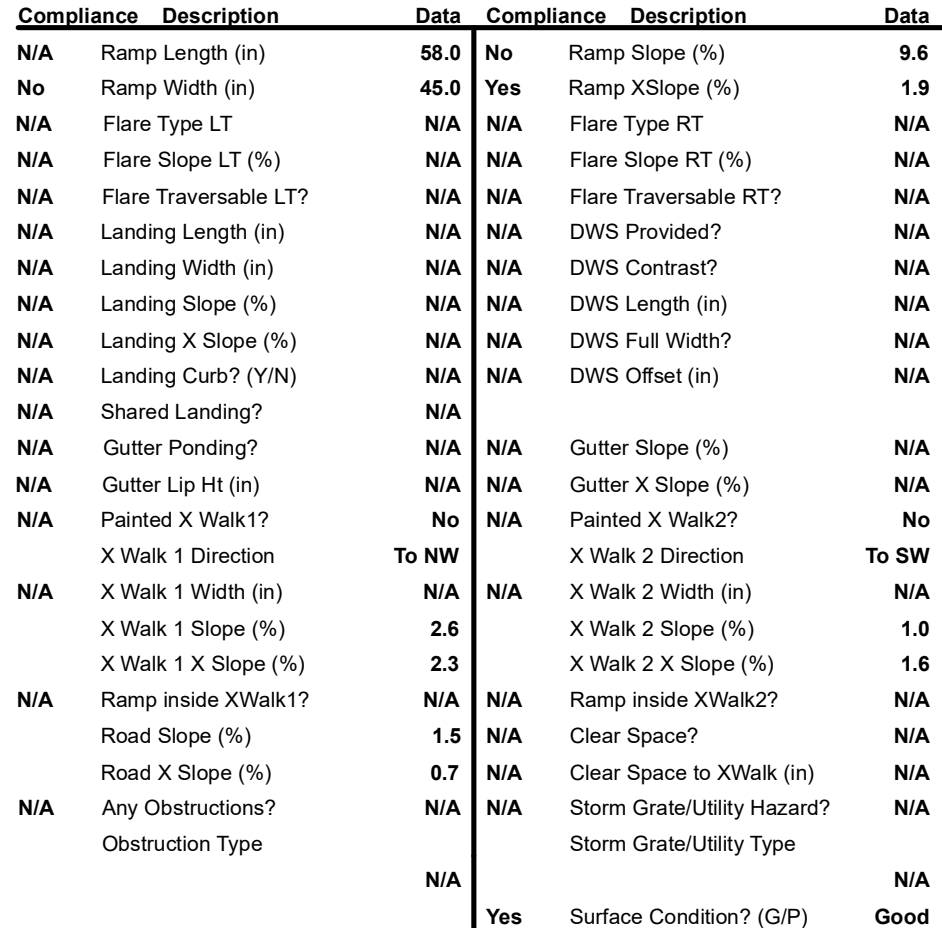 Compliance Description Data Compliance Description Data
N/A Ramp Length (in) 58.0 No Ramp Slope (%) 9.6
No Ramp Width (in) 45.0 Yes Ramp XSlope (%) 1.9
N/A Flare Type LT N/A N/A Flare Type RT N/A
N/A Flare Slope LT (%) N/A N/A Flare Slope RT (%) N/A
N/A Flare Traversable LT? N/A N/A Flare Traversable RT? N/A
N/A Landing Length (in) N/A N/A DWS Provided? N/A
N/A Landing Width (in) N/A N/A DWS Contrast? N/A
N/A Landing Slope (%) N/A N/A DWS Length (in) N/A
N/A Landing X Slope (%) N/A N/A DWS Full Width? N/A
N/A Landing Curb? (Y/N) N/A N/A DWS Offset (in) N/A
N/A Shared Landing? N/A
N/A Gutter Ponding? N/A N/A Gutter Slope (%) N/A
N/A Gutter Lip Ht (in) N/A N/A Gutter X Slope (%) N/A
N/A Painted X Walk1? No N/A Painted X Walk2? No
X Walk 1 Direction To NW X Walk 2 Direction To SW
N/A X Walk 1 Width (in) N/A N/A X Walk 2 Width (in) N/A
X Walk 1 Slope (%) 2.6 X Walk 2 Slope (%) 1.0
X Walk 1 X Slope (%) 2.3 X Walk 2 X Slope (%) 1.6
N/A Ramp inside XWalk1? N/A N/A Ramp inside XWalk2? N/A
Road Slope (%) 1.5 N/A Clear Space? N/A
Road X Slope (%) 0.7 N/A Clear Space to XWalk (in) N/A
N/A Any Obstructions? N/A N/A Storm Grate/Utility Hazard? N/A
Obstruction Type Storm Grate/Utility Type
N/A N/A
Yes Surface Condition? (G/P) Good